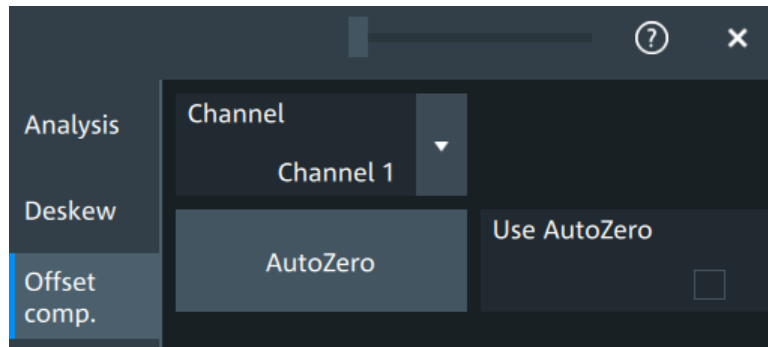 ?
Analysis
Deskew
Offset
comp.
Channel
Channel 1
AutoZero
Use AutoZero